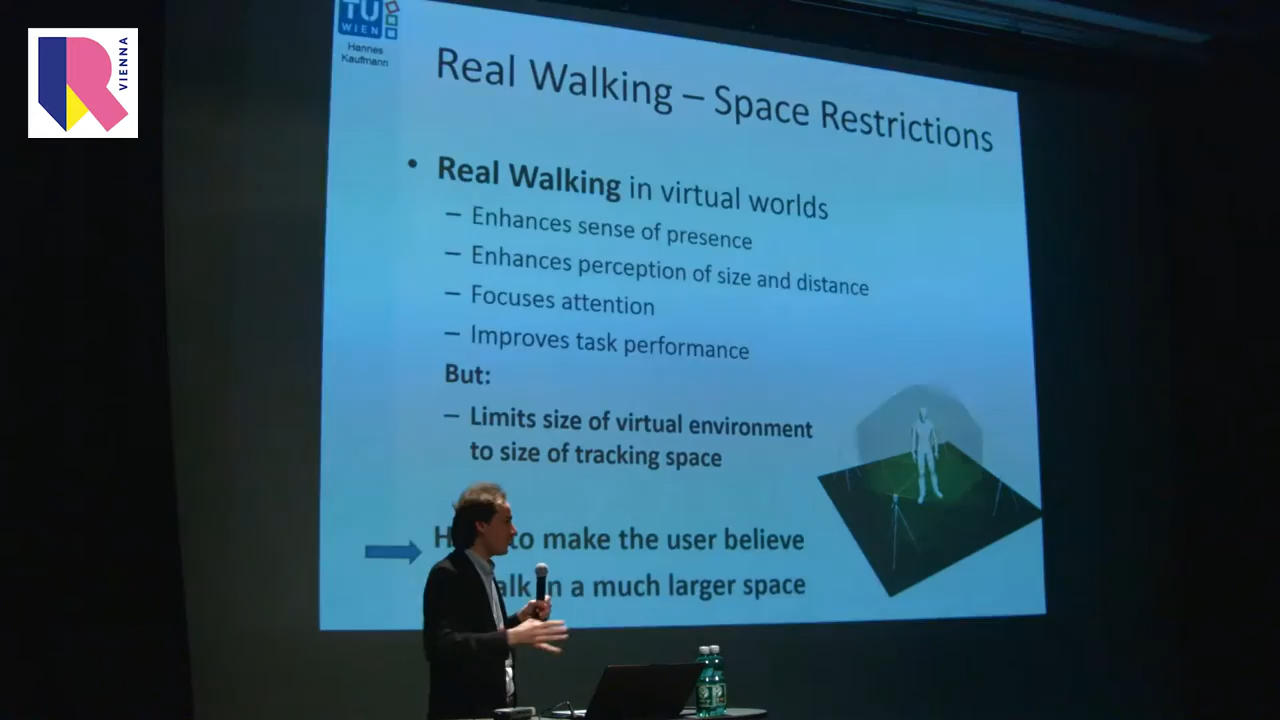 R VIENNA
TU
WIEN
Hannes
Kaufmann
Real Walking – Space Restrictions
• Real Walking in virtual worlds
– Enhances sense of presence
– Enhances perception of size and distance
– Focuses attention
– Improves task performance
But:
– Limits size of virtual environment
to size of tracking space
to make the user believe
in a much larger space